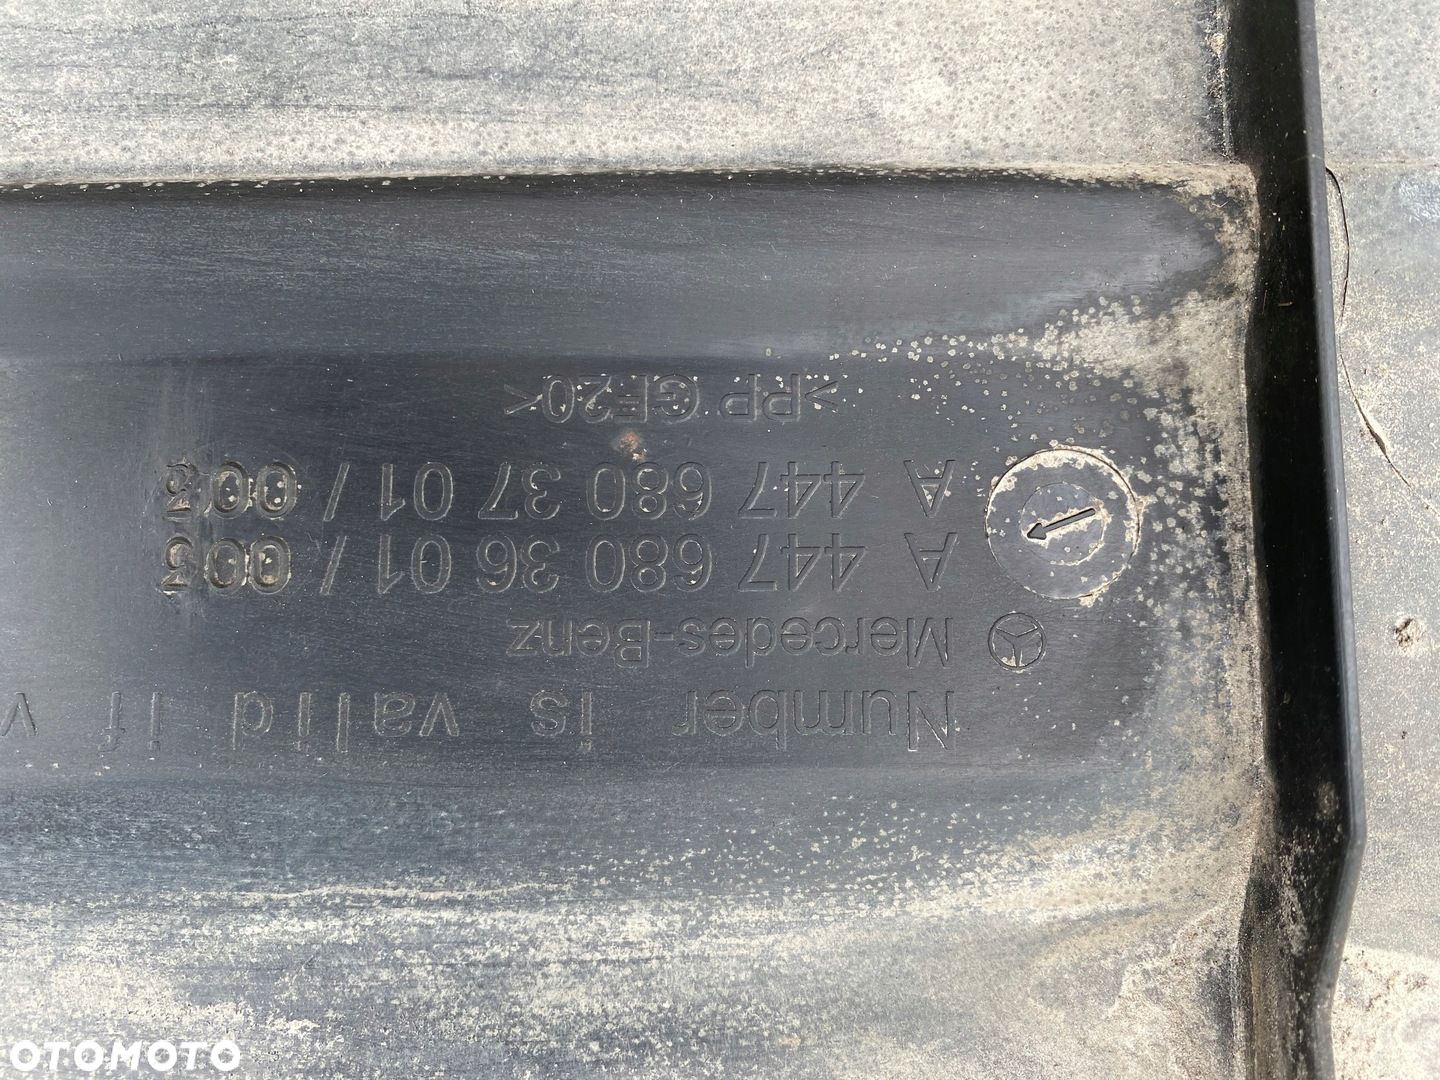 Number is valid if v
Mercedes-Benz
A 447 680 36 01 / 003
A 447 680 37 01 / 003
>PP GF20<
OTOMOTO